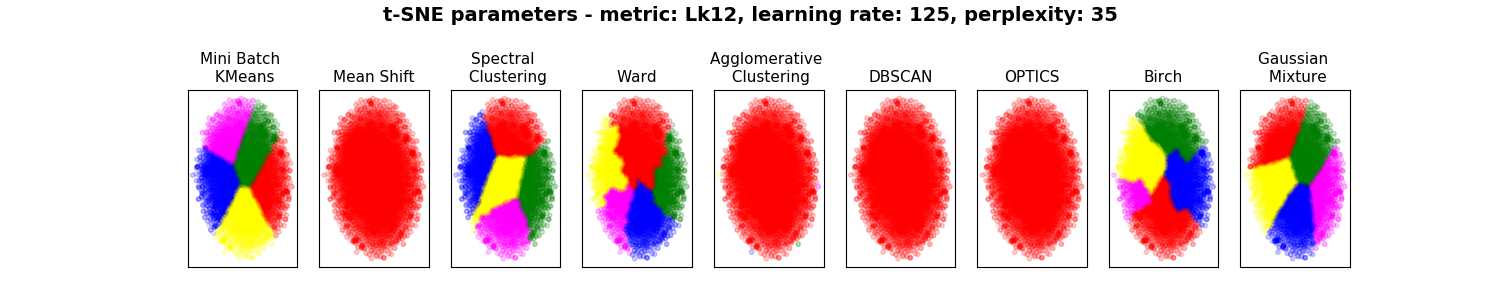 t-SNE parameters - metric: Lk12, learning rate: 125, perplexity: 35
Mini Batch
KMeans
Mean Shift
Spectral
Clustering
Ward
Agglomerative
Clustering
DBSCAN
OPTICS
Birch
Gaussian
Mixture